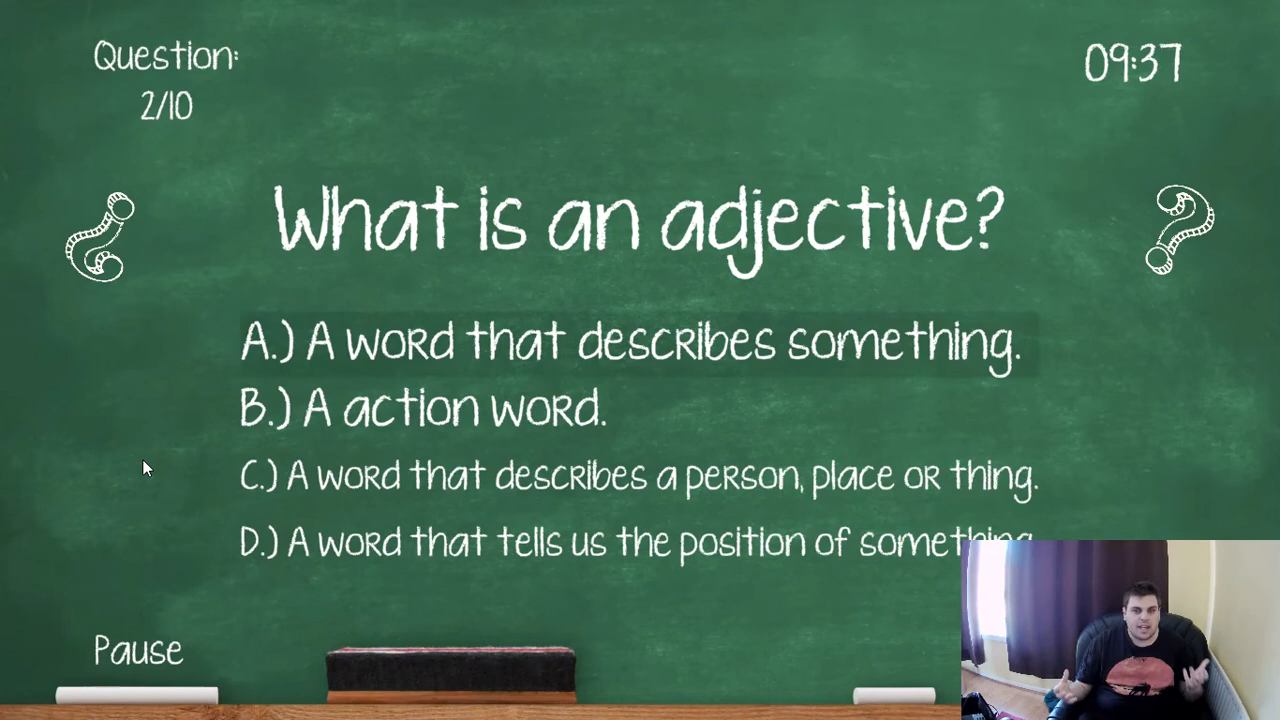 Question:
2/10
09:37
What is an adjective?
A.) A word that describes something.
B.) A action word.
C.) A word that describes a person, place or thing.
D.) A word that tells us the position of something.
Pause